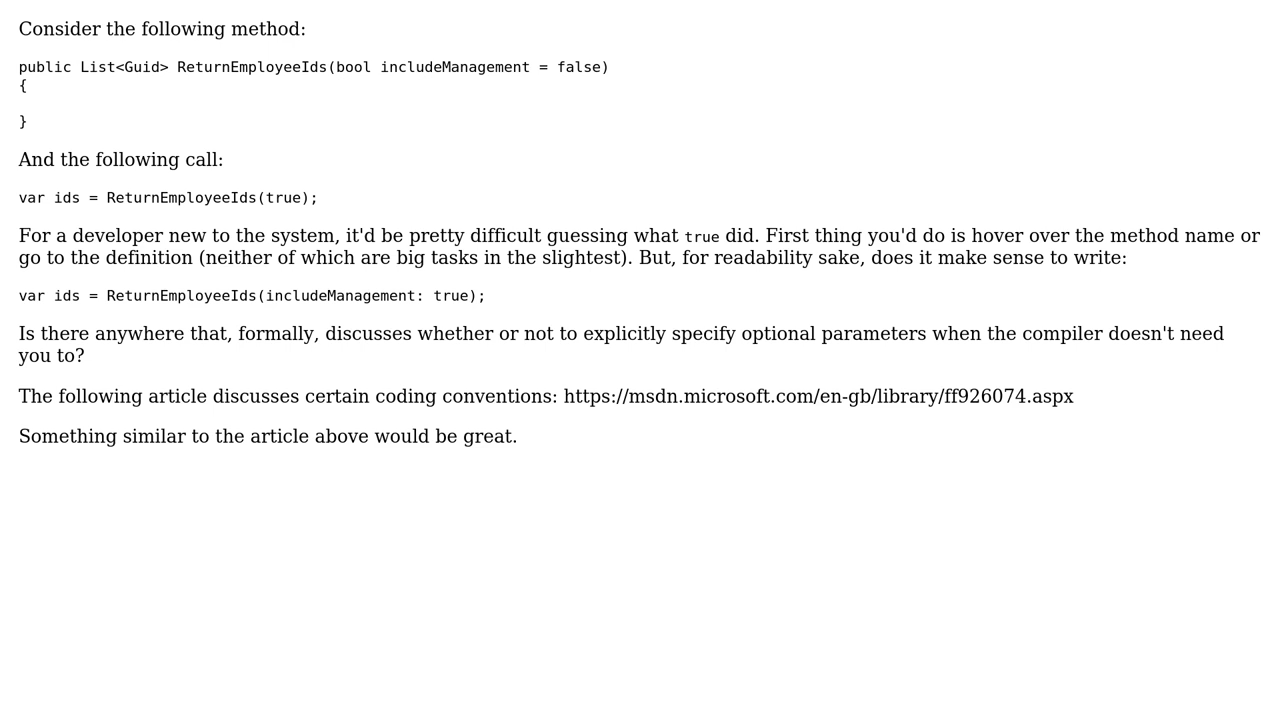 Consider the following method:
public List<Guid> ReturnEmployeeIds(bool includeManagement = false)
{
}
And the following call:
var ids = ReturnEmployeeIds(true);
For a developer new to the system, it'd be pretty difficult guessing what true did. First thing you'd do is hover over the method name or
go to the definition (neither of which are big tasks in the slightest). But, for readability sake, does it make sense to write:
var ids = ReturnEmployeeIds(includeManagement: true);
Is there anywhere that, formally, discusses whether or not to explicitly specify optional parameters when the compiler doesn't need
you to?
The following article discusses certain coding conventions: https://msdn.microsoft.com/en-gb/library/ff926074.aspx
Something similar to the article above would be great.